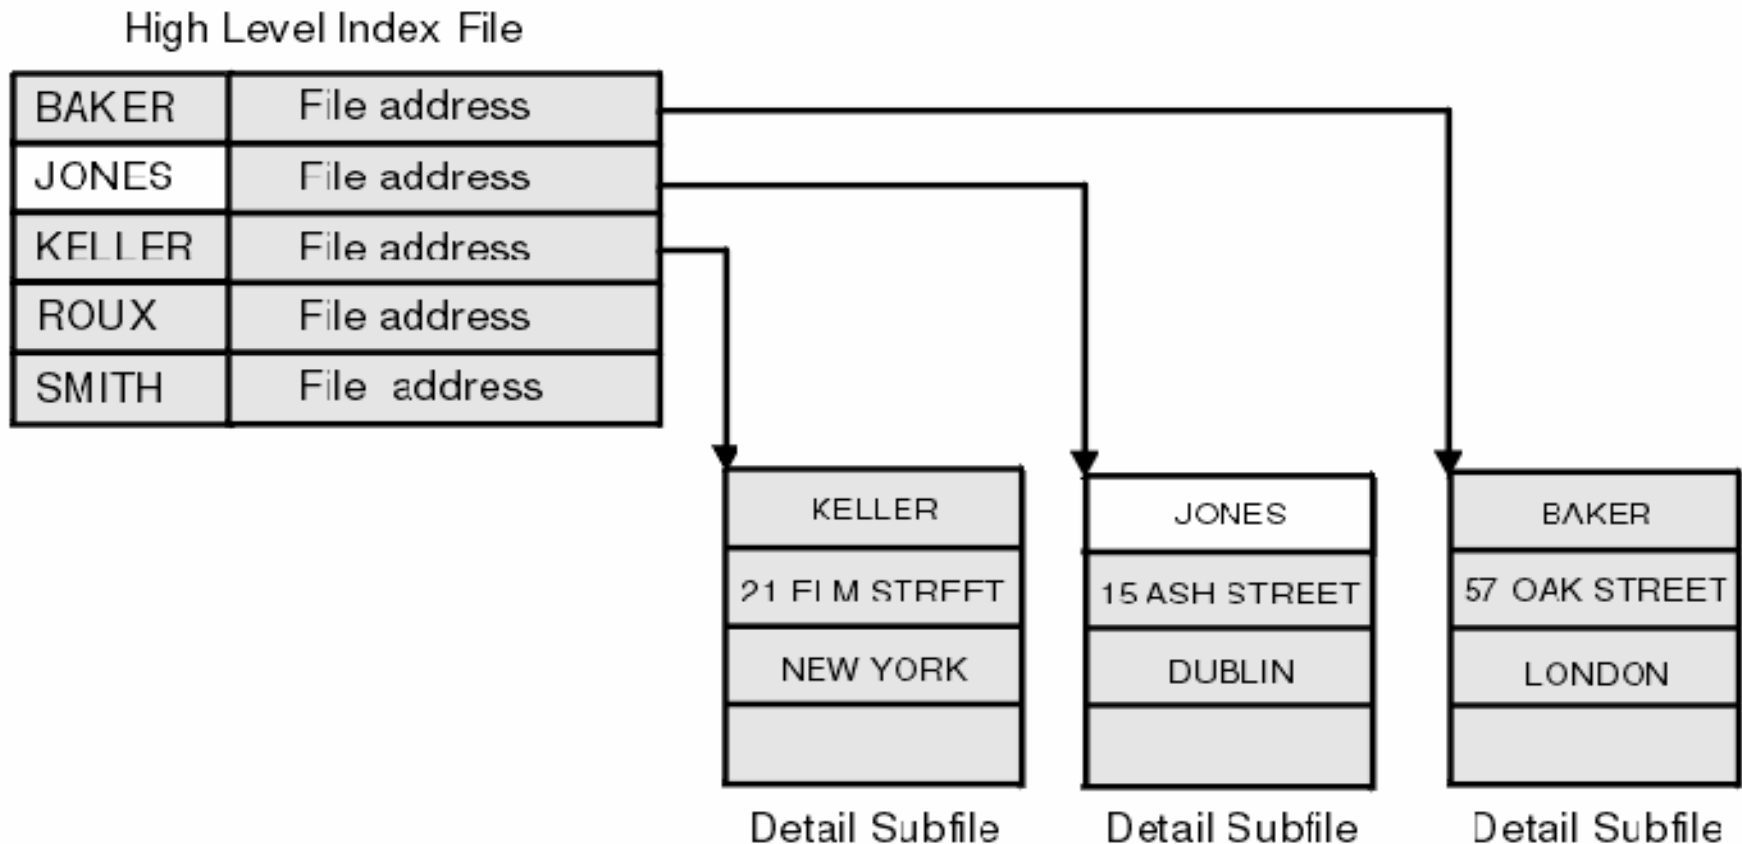 High Level Index File
BAKER File address
JONES File address
KELLER File address
ROUX File address
SMITH File address
KELLER
21 ELM STREET
NEW YORK
Detail Subfile
JONES
15 ASH STREET
DUBLIN
Detail Subfile
BAKER
57 OAK STREET
LONDON
Detail Subfile